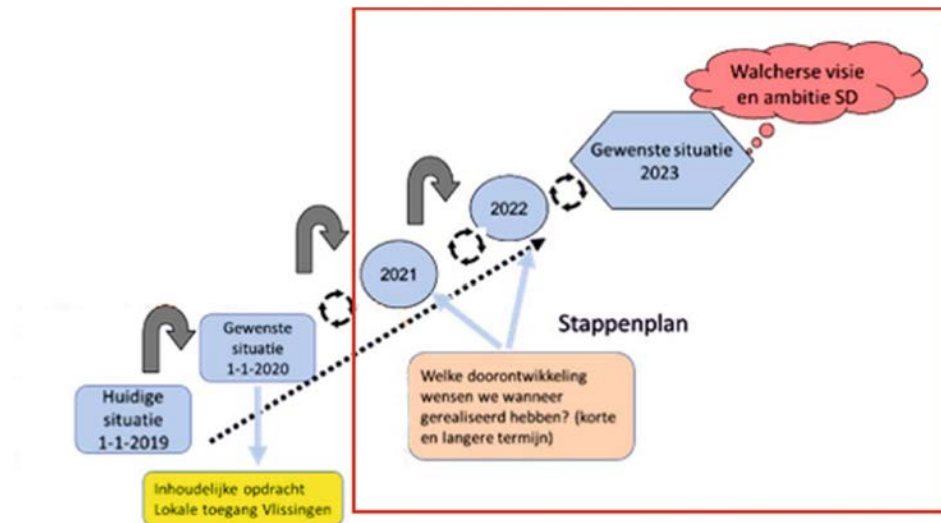 Walcherse visie
en ambitie SD
Gewenste situatie
2023
2022
2021
Gewenste
situatie
1-1-2020
Huidige
situatie
1-1-2019
Stappenplan
Welke doorontwikkeling
wensen we wanneer
gerealiseerd hebben? (korte
en langere termijn)
Inhoudelijke opdracht
Lokale toegang Vlissingen